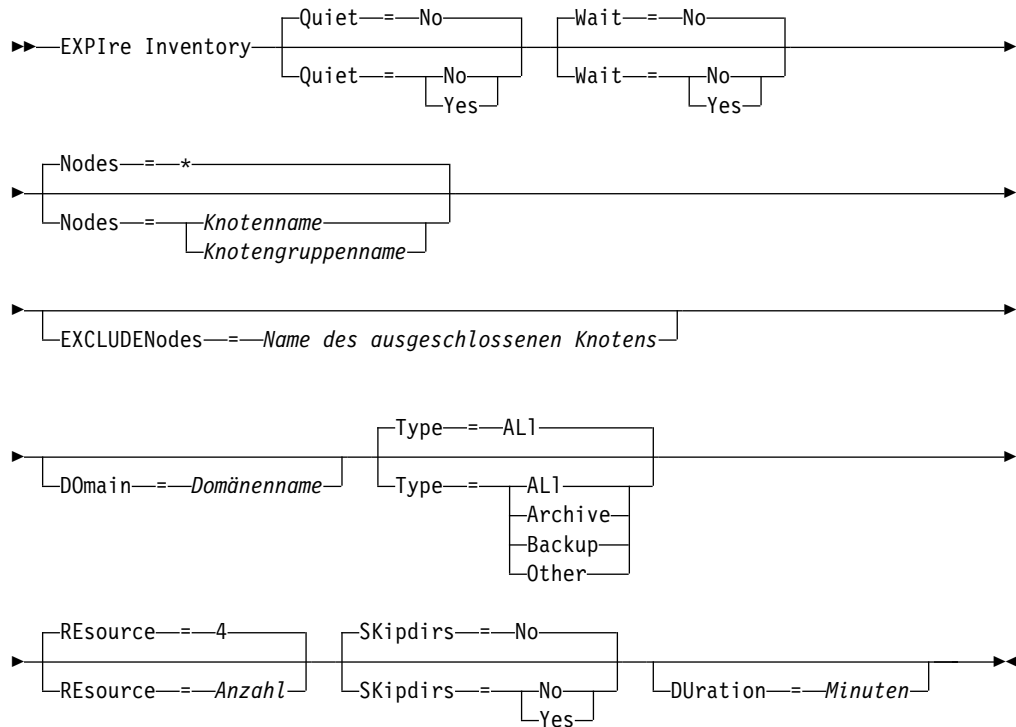 Quiet = No Wait = No
EXPIre Inventory
Quiet = No Wait = No
Yes Yes
Nodes = *
Nodes = Knotenname
Knotengruppenname
EXCLUDENodes = Name des ausgeschlossenen Knotens
Type = ALl
DOmain = Domänenname Type = ALl
Archive
Backup
Other
REsource = 4 SKipdirs = No
REsource = Anzahl SKipdirs = No DUration = Minuten
Yes